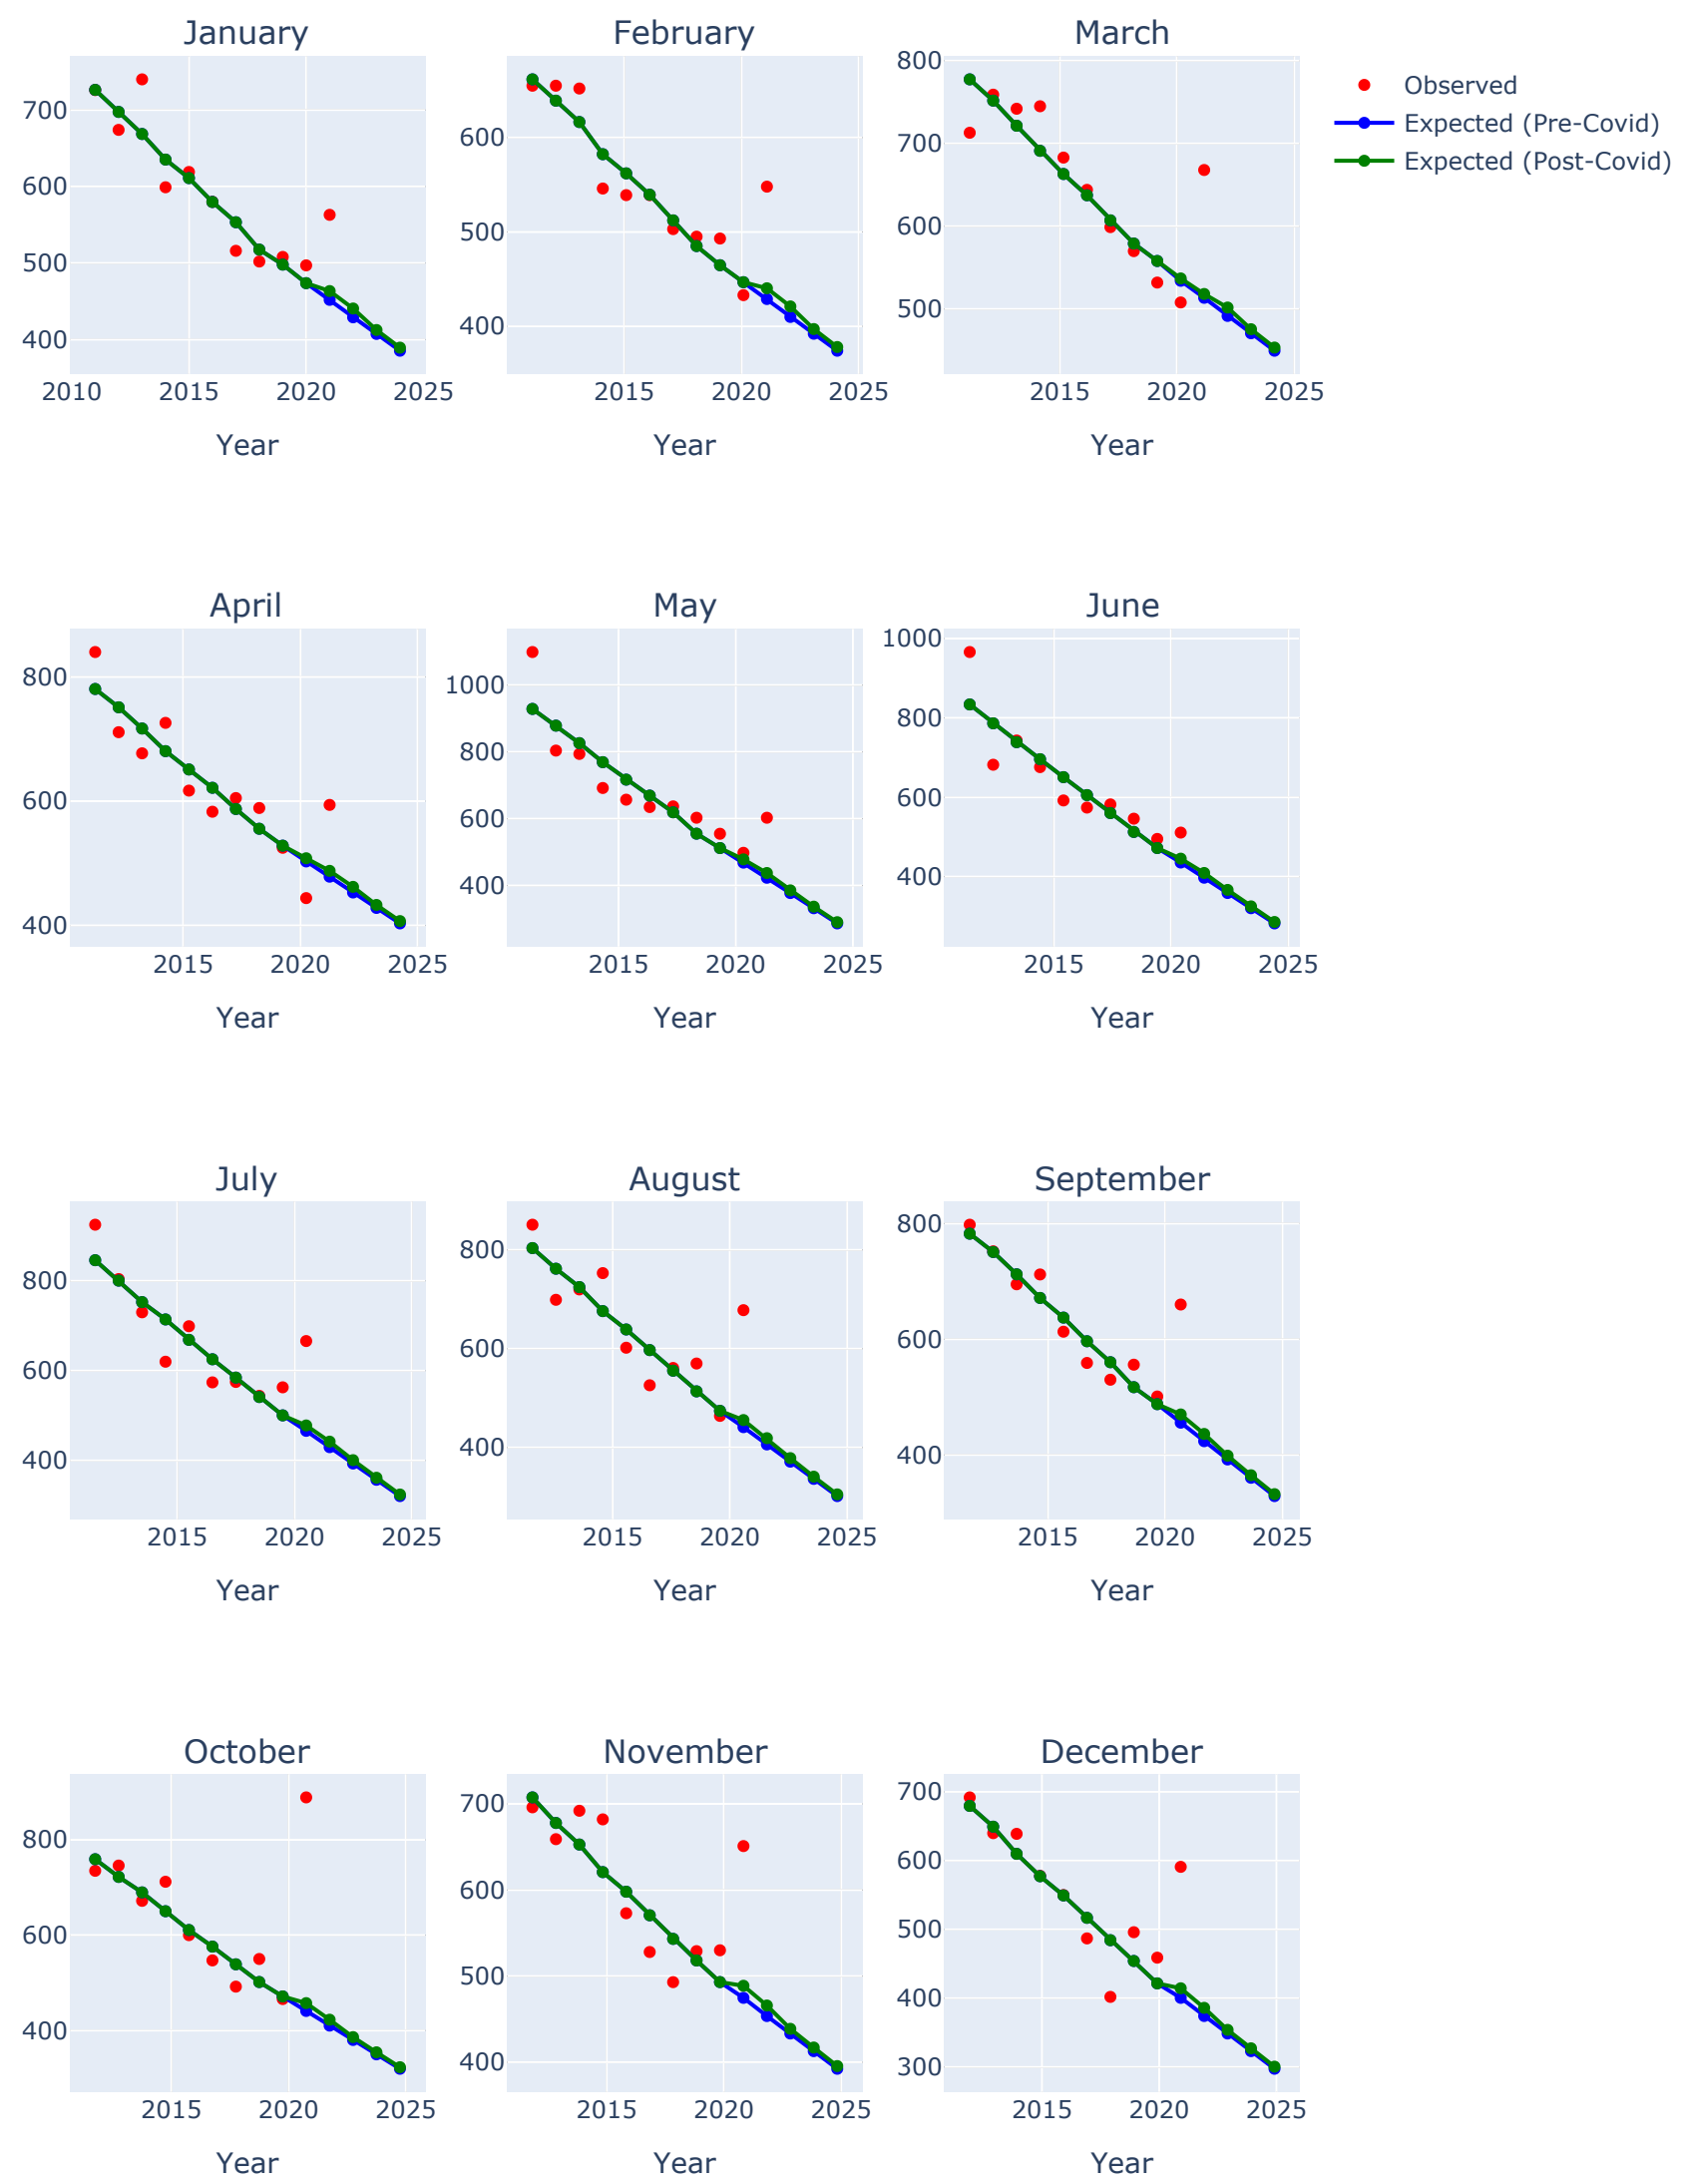 January
February
March
700
600
500
400
2010
2015
2020
2025
Year
600
500
400
2015
2020
2025
Year
800
700
600
500
2015
2020
2025
Year
Observed
Expected (Pre-Covid)
Expected (Post-Covid)
April
May
June
800
600
400
2015
2020
2025
Year
1000
800
600
400
2015
2020
2025
Year
1000
800
600
400
2015
2020
2025
Year
July
August
September
800
600
400
2015
2020
2025
Year
800
600
400
2015
2020
2025
Year
800
600
400
2015
2020
2025
Year
October
November
December
800
600
400
2015
2020
2025
Year
700
600
500
400
2015
2020
2025
Year
700
600
500
400
300
2015
2020
2025
Year